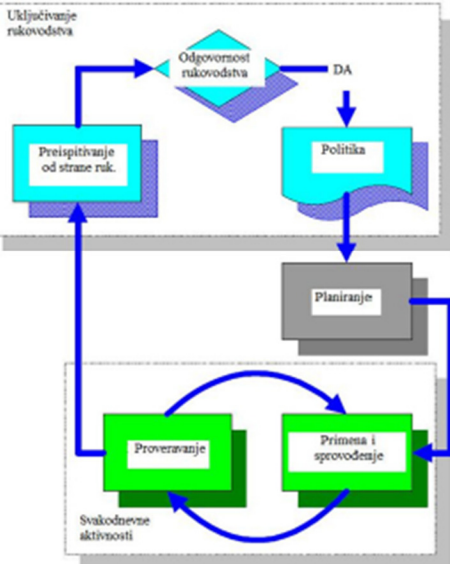 Uključivanje
rukovodstva
Odgovornost
rukovodstva
DA
Preispitivanje
od strane ruk.
Politika
Planiranje
Proveravanje
Primena i
sprovođenje
Svakodnevne
aktivnosti